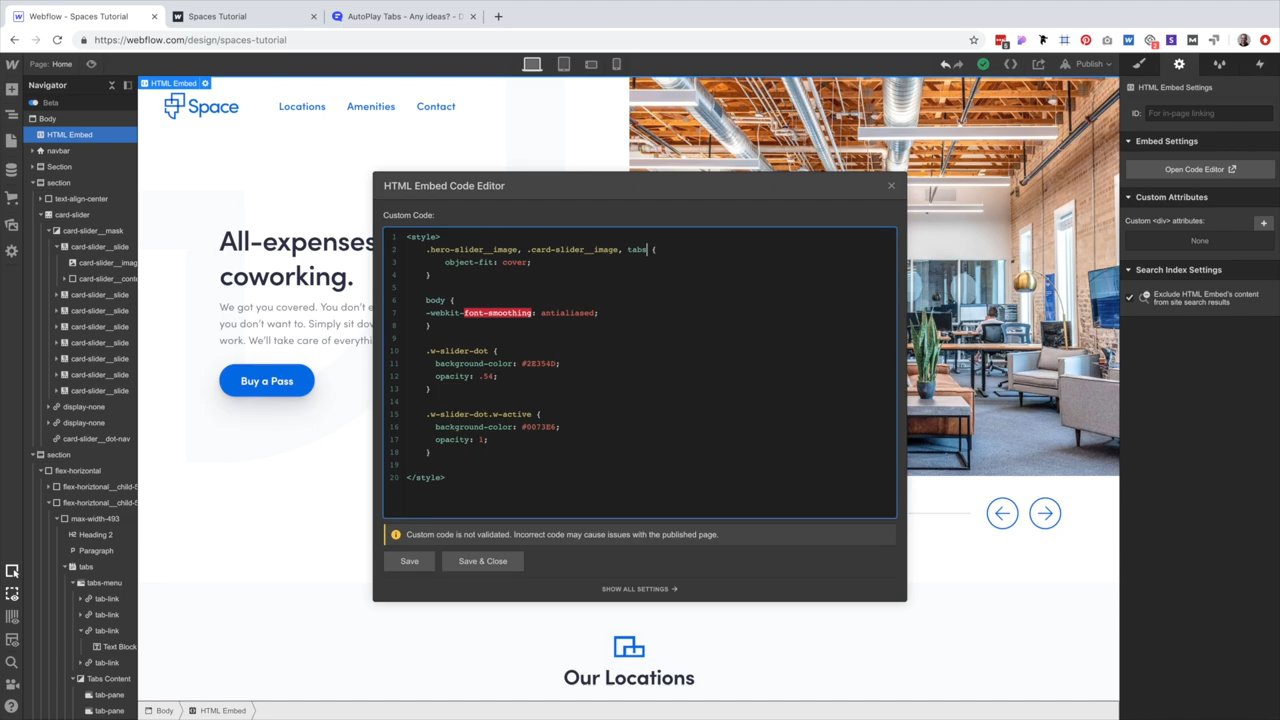 Webflow - Spaces Tutorial
Spaces Tutorial
AutoPlay Tabs - Any ideas? - D
https://webflow.com/design/spaces-tutorial
Page: Home
Publish
Navigator
Beta
Body
HTML Embed
navbar
Section
section
text-align-center
card-slider
card-slider__mask
card-slider__slide
card-slider__imag
card-slider__conte
card-slider__slide
card-slider__slide
card-slider__slide
card-slider__slide
card-slider__slide
card-slider__slide
card-slider__slide
display-none
display-none
card-slider__dot-nav
section
flex-horizontal
flex-horiztonal__child-5
flex-horiztonal__child-5
max-width-493
Heading 2
Paragraph
tabs
tabs-menu
tab-link
tab-link
tab-link
Text Block
tab-link
Tabs Content
tab-pane
tab-pane
HTML Embed
Space
Locations
Amenities
Contact
All-expenses
coworking.
We got you covered. You don't e
you don't want to. Simply sit dow
work. We'll take care of everythi
Buy a Pass
HTML Embed Code Editor
Custom Code:
1 <style>
2 .hero-slider__image, .card-slider__image, tabs {
3 object-fit: cover;
4 }
5
6 body {
7 -webkit-font-smoothing: antialiased;
8 }
9
10 .w-slider-dot {
11 background-color: #2E354D;
12 opacity: .54;
13 }
14
15 .w-slider-dot.w-active {
16 background-color: #0073E6;
17 opacity: 1;
18 }
19
20 </style>
Custom code is not validated. Incorrect code may cause issues with the published page.
Save
Save & Close
SHOW ALL SETTINGS
Our Locations
Body
HTML Embed
HTML Embed Settings
ID:
For in-page linking
Embed Settings
Open Code Editor
Custom Attributes
Custom <div> attributes:
None
Search Index Settings
Exclude HTML Embed's content
from site search results